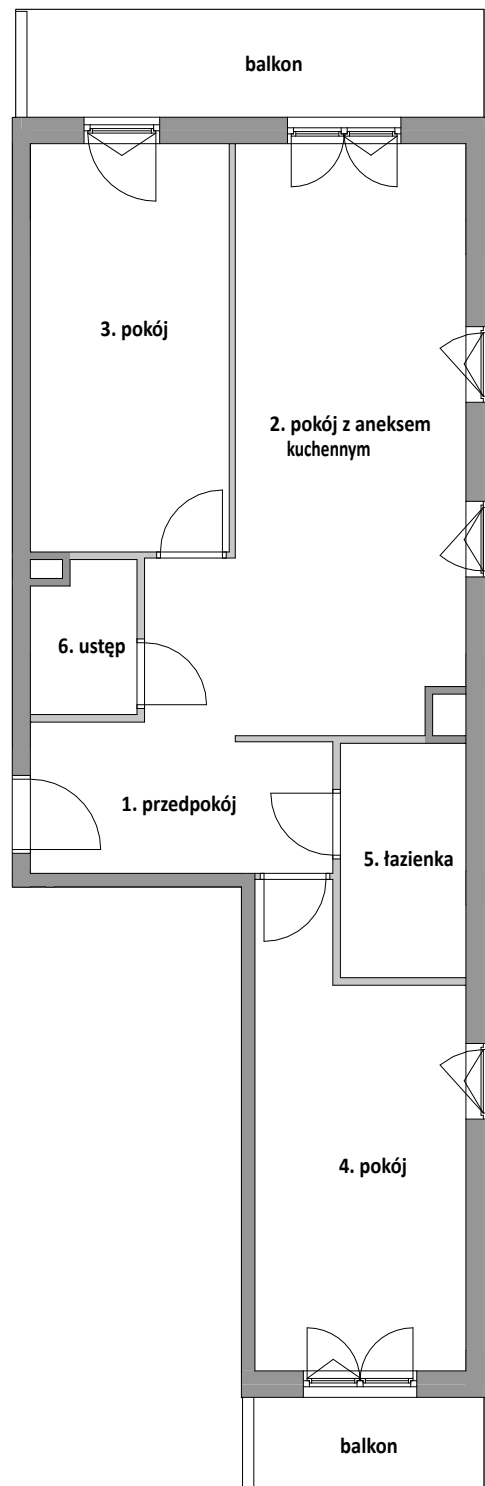 balkon
3. pokój
2. pokój z aneksem
kuchennym
6. ustęp
1. przedpokój
5. łazienka
4. pokój
balkon